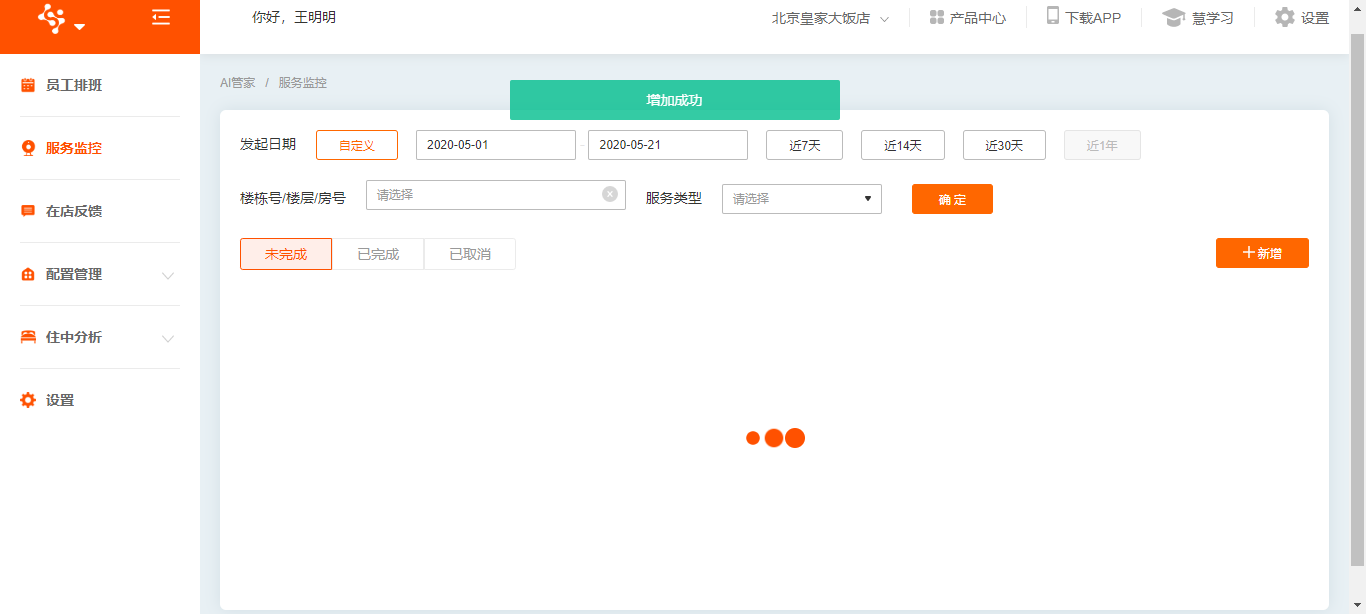 你好，王明明
北京皇家大饭店
产品中心
下载APP
慧学习
设置
员工排班
服务监控
在店反馈
配置管理
住中分析
设置
AI管家 / 服务监控
增加成功
发起日期 自定义 2020-05-01 - 2020-05-21 近7天 近14天 近30天 近1年
楼栋号/楼层/房号 请选择 服务类型 请选择 确 定
未完成 已完成 已取消 新增